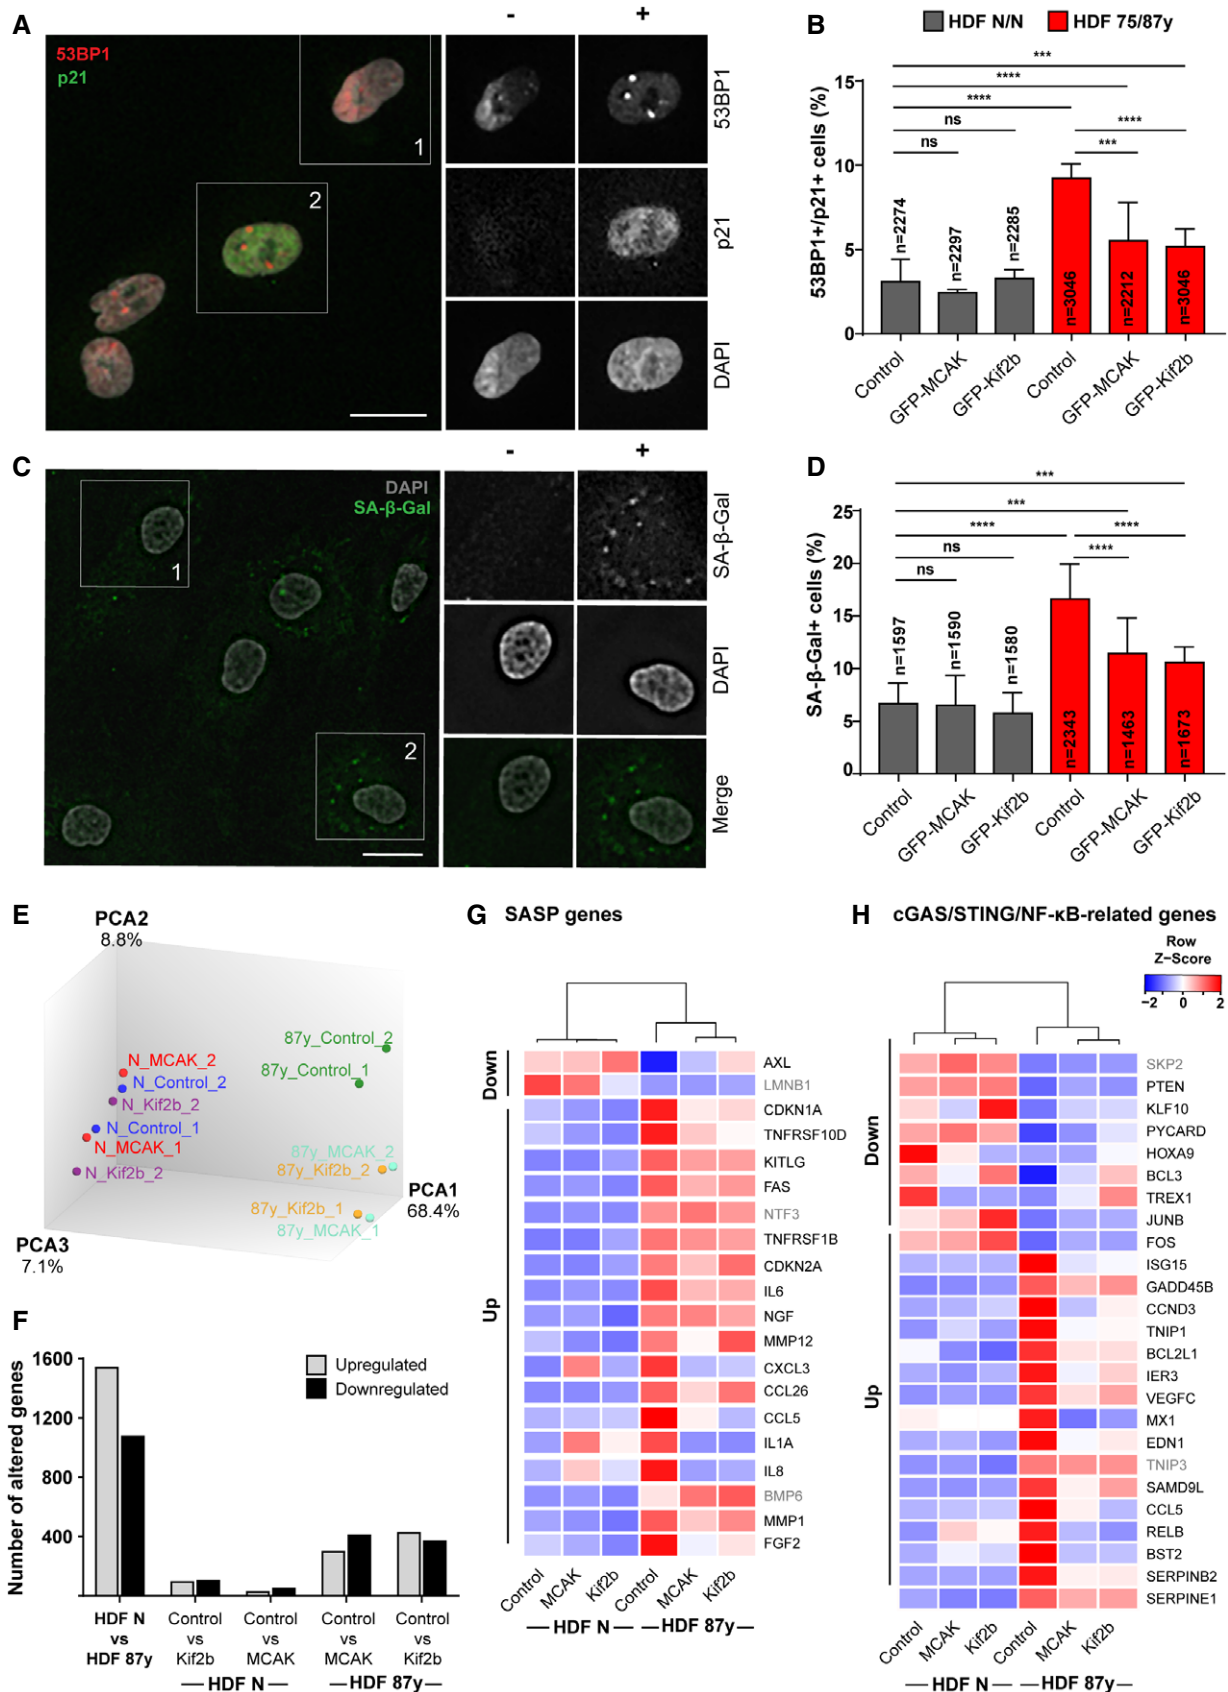 A
53BP1
p21
1
2
-
+
53BP1
p21
DAPI
B
HDF N/N
HDF 75/87y
***
****
****
ns
****
ns
***
53BP1+/p21+ cells (%)
15
10
5
0
n=2274
n=2297
n=2285
n=3046
n=2212
n=3046
Control
GFP-MCAK
GFP-Kif2b
Control
GFP-MCAK
GFP-Kif2b
C
DAPI
SA-β-Gal
1
2
-
+
SA-β-Gal
DAPI
Merge
D
***
***
****
****
ns
****
ns
SA-β-Gal+ cells (%)
25
20
15
10
5
0
n=1597
n=1590
n=1580
n=2343
n=1463
n=1673
Control
GFP-MCAK
GFP-Kif2b
Control
GFP-MCAK
GFP-Kif2b
E
PCA2
8.8%
87y_Control_2
87y_Control_1
N_MCAK_2
N_Control_2
N_Kif2b_2
N_Control_1
N_MCAK_1
N_Kif2b_2
87y_MCAK_2
87y_Kif2b_2
87y_Kif2b_1
87y_MCAK_1
PCA1
68.4%
PCA3
7.1%
F
Number of altered genes
1600
1200
800
400
Upregulated
Downregulated
HDF N
vs
HDF 87y
Control
vs
Kif2b
Control
vs
MCAK
Control
vs
MCAK
Control
vs
Kif2b
HDF N
HDF 87y
G
SASP genes
Down
Up
AXL
LMNB1
CDKN1A
TNFRSF10D
KITLG
FAS
NTF3
TNFRSF1B
CDKN2A
IL6
NGF
MMP12
CXCL3
CCL26
CCL5
IL1A
IL8
BMP6
MMP1
FGF2
Control
MCAK
Kif2b
Control
MCAK
Kif2b
HDF N
HDF 87y
H
cGAS/STING/NF-κB-related genes
Row
Z-Score
-2
0
2
Down
Up
SKP2
PTEN
KLF10
PYCARD
HOXA9
BCL3
TREX1
JUNB
FOS
ISG15
GADD45B
CCND3
TNIP1
BCL2L1
IER3
VEGFC
MX1
EDN1
TNIP3
SAMD9L
CCL5
RELB
BST2
SERPINB2
SERPINE1
Control
MCAK
Kif2b
Control
MCAK
Kif2b
HDF N
HDF 87y